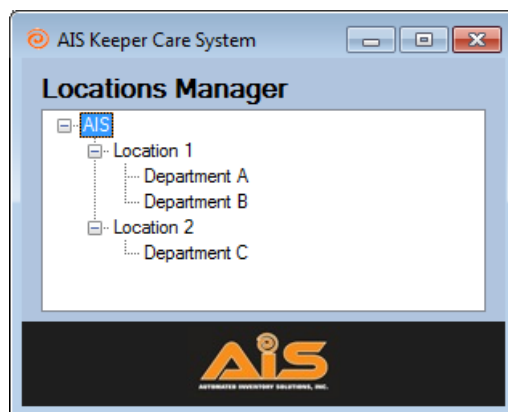 AIS Keeper Care System
Locations Manager
AIS
Location 1
Department A
Department B
Location 2
Department C
AiS
AUTOMATED INVENTORY SOLUTIONS, INC.